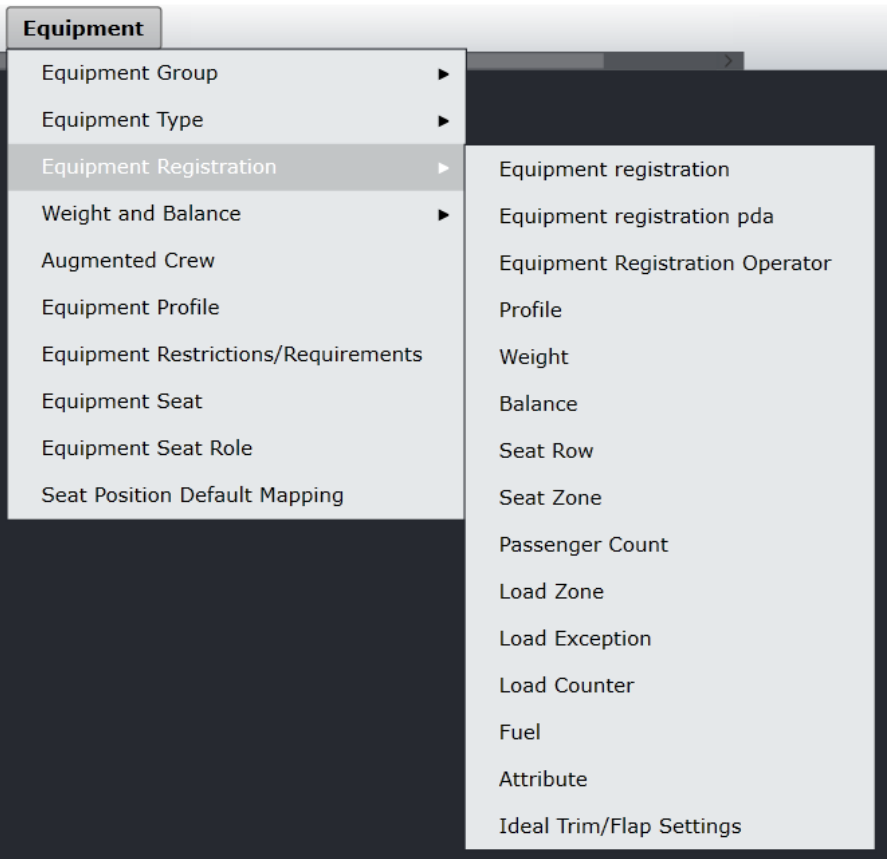 Equipment
Equipment Group
Equipment Type
Equipment Registration
Weight and Balance
Augmented Crew
Equipment Profile
Equipment Restrictions/Requirements
Equipment Seat
Equipment Seat Role
Seat Position Default Mapping
Equipment registration
Equipment registration pda
Equipment Registration Operator
Profile
Weight
Balance
Seat Row
Seat Zone
Passenger Count
Load Zone
Load Exception
Load Counter
Fuel
Attribute
Ideal Trim/Flap Settings